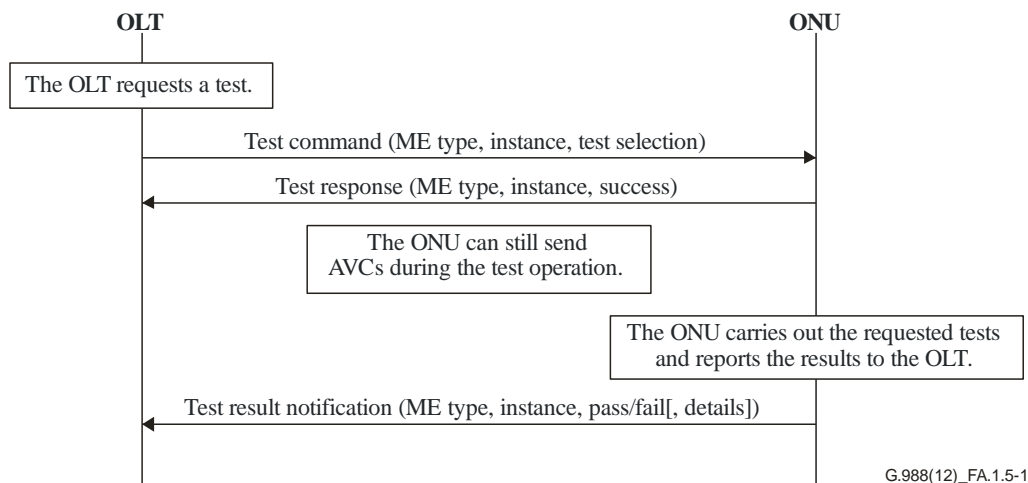 OLT
ONU
The OLT requests a test.
Test command (ME type, instance, test selection)
Test response (ME type, instance, success)
The ONU can still send
AVCs during the test operation.
The ONU carries out the requested tests
and reports the results to the OLT.
Test result notification (ME type, instance, pass/fail[, details])
G.988(12)_FA.1.5-1